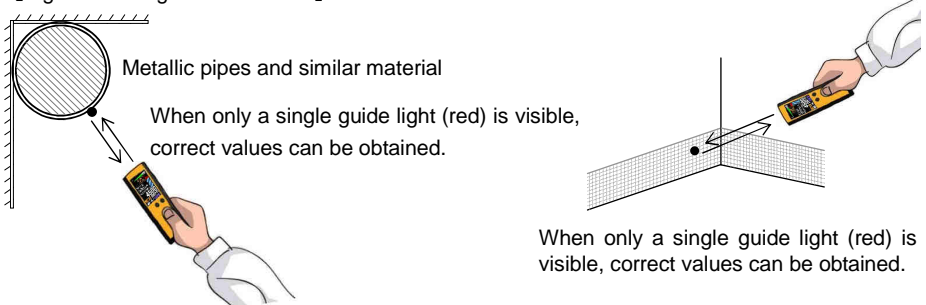 Metallic pipes and similar material
When only a single guide light (red) is visible,
correct values can be obtained.
When only a single guide light (red) is
visible, correct values can be obtained.